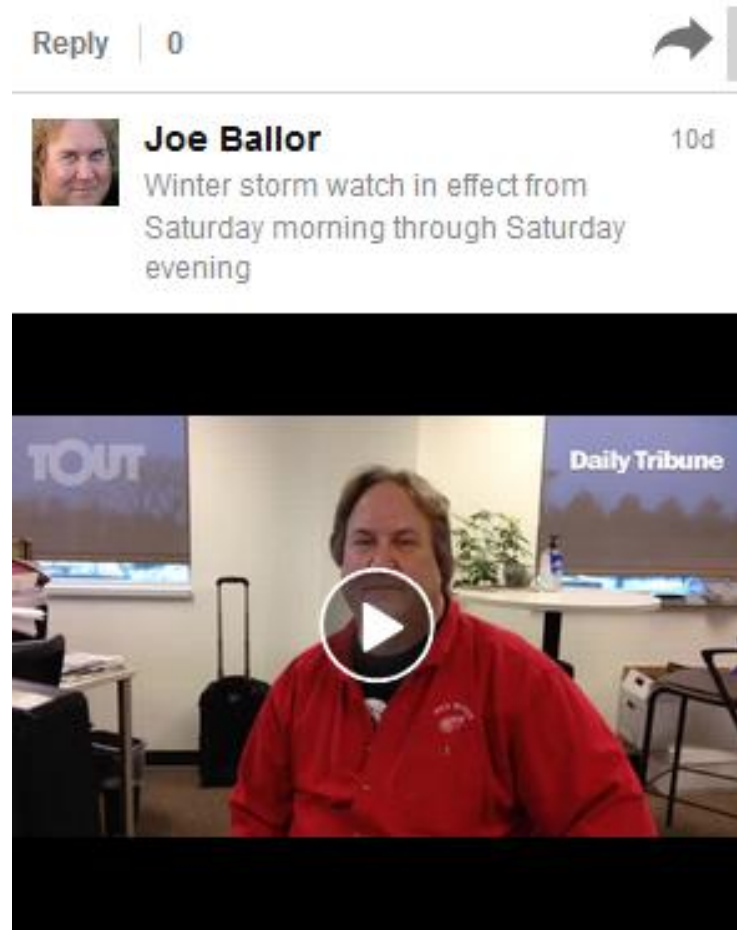 Reply 0
Joe Ballor
10d
Winter storm watch in effect from
Saturday morning through Saturday
evening
TOUT
Daily Tribune